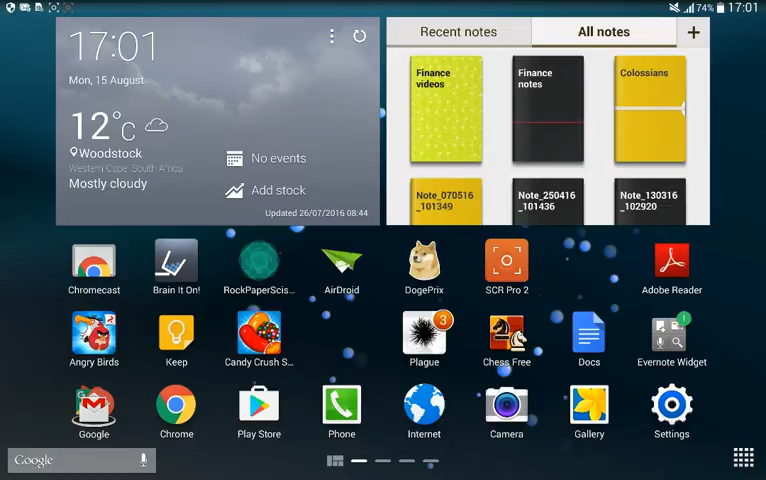 74% 17:01
17:01
Mon, 15 August
12°C
Woodstock
Western Cape, South Africa
Mostly cloudy
No events
Add stock
Updated 26/07/2016 08:44
Recent notes All notes +
Finance
videos
Finance
notes
Colossians
Note_070516
_101349
Note_250416
_101436
Note_130316
_102920
Chromecast Brain It On! RockPaperScis... AirDroid DogePrix SCR Pro 2 Adobe Reader
3
!
Angry Birds Keep Candy Crush S... Plague Chess Free Docs Evernote Widget
Google Chrome Play Store Phone Internet Camera Gallery Settings
Google